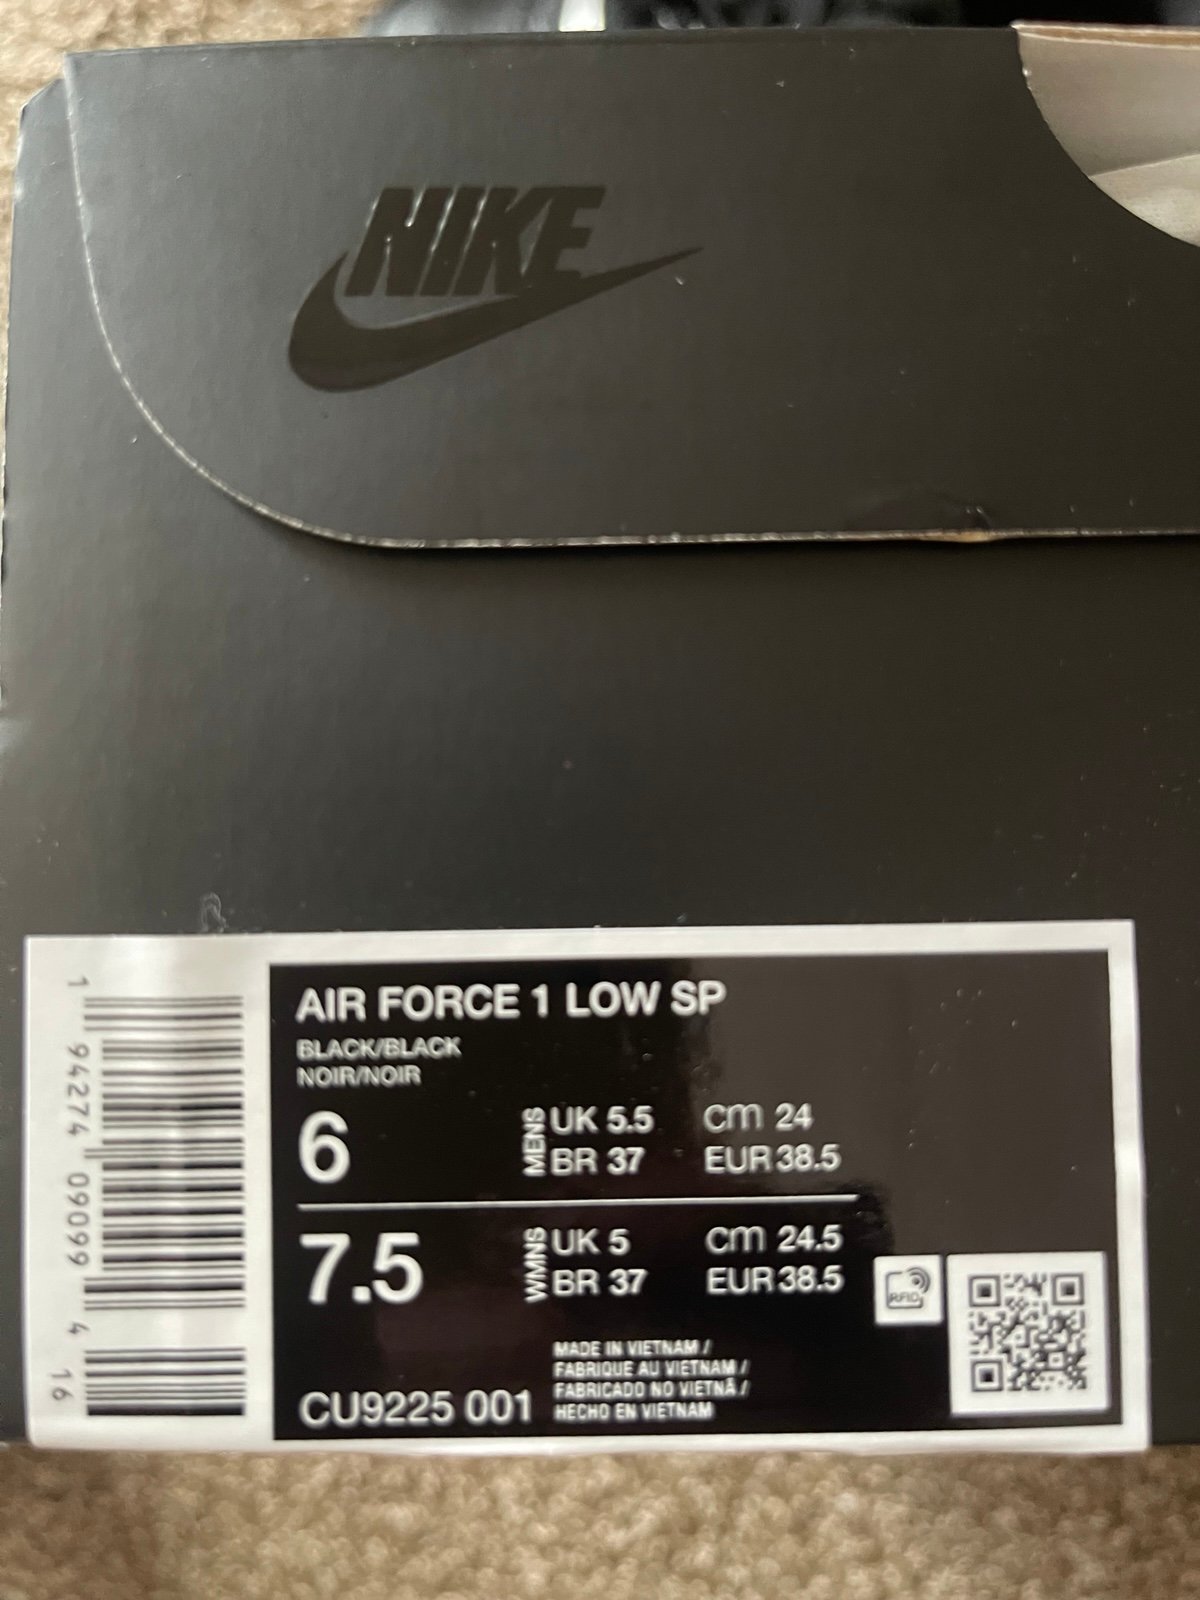 NIKE
AIR FORCE 1 LOW SP
BLACK/BLACK
NOIR/NOIR
6
MENS
UK 5.5 cm 24
BR 37 EUR 38.5
7.5
WMNS
UK 5 cm 24.5
BR 37 EUR 38.5
RFID
MADE IN VIETNAM /
FABRIQUE AU VIETNAM /
FABRICADO NO VIETNÃ /
HECHO EN VIETNAM
CU9225 001
1 94274 09099 4 16